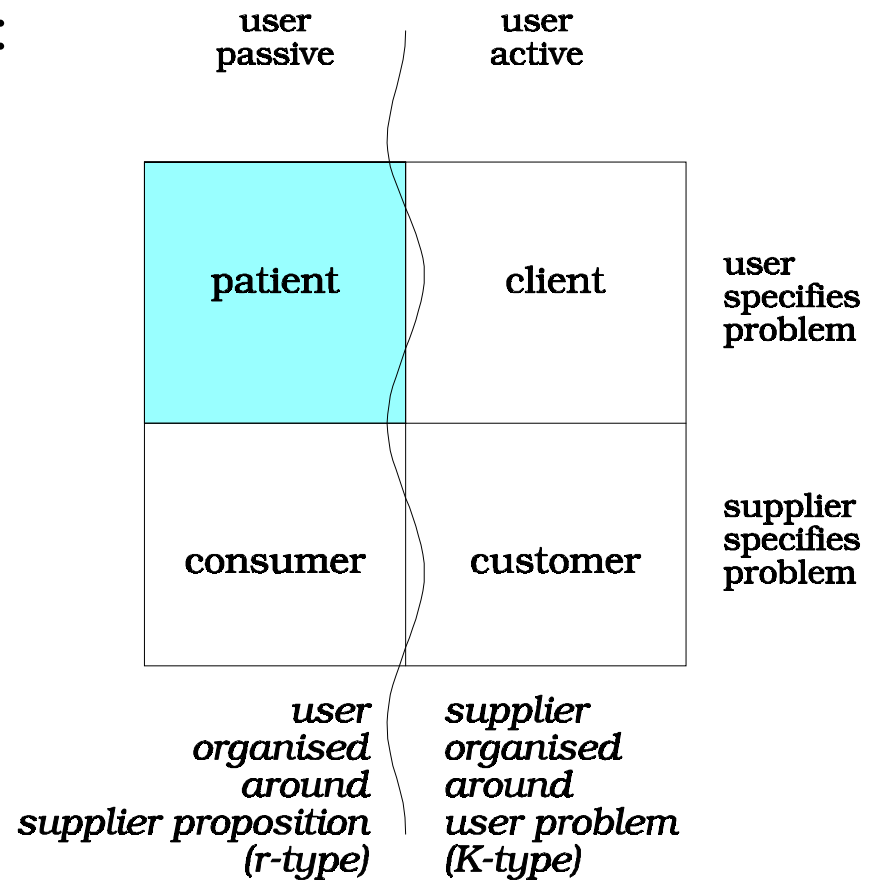 :
user
passive
user
active
patient
client
user
specifies
problem
consumer
customer
supplier
specifies
problem
user
organised
around
supplier proposition
(r-type)
supplier
organised
around
user problem
(K-type)